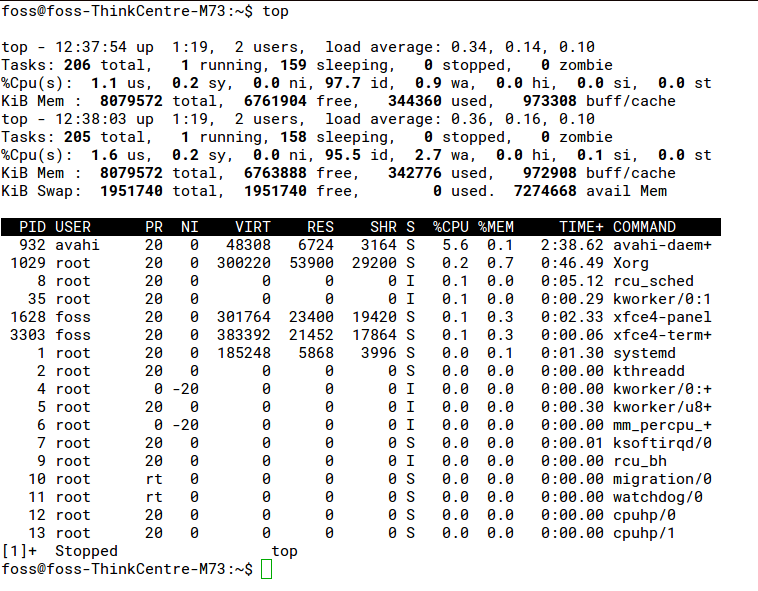 foss@foss-ThinkCentre-M73:~$ top

top - 12:37:54 up  1:19,  2 users,  load average: 0.34, 0.14, 0.10
Tasks: 206 total,   1 running, 159 sleeping,   0 stopped,   0 zombie
%Cpu(s):  1.1 us,  0.2 sy,  0.0 ni, 97.7 id,  0.9 wa,  0.0 hi,  0.0 si,  0.0 st
KiB Mem :  8079572 total,  6761904 free,   344360 used,   973308 buff/cache
top - 12:38:03 up  1:19,  2 users,  load average: 0.36, 0.16, 0.10
Tasks: 205 total,   1 running, 158 sleeping,   0 stopped,   0 zombie
%Cpu(s):  1.6 us,  0.2 sy,  0.0 ni, 95.5 id,  2.7 wa,  0.0 hi,  0.1 si,  0.0 st
KiB Mem :  8079572 total,  6763888 free,   342776 used,   972908 buff/cache
KiB Swap:  1951740 total,  1951740 free,        0 used.  7274668 avail Mem

  PID USER      PR  NI    VIRT    RES    SHR S  %CPU %MEM     TIME+ COMMAND
  932 avahi     20   0   48308   6724   3164 S   5.6  0.1   2:38.62 avahi-daem+
 1029 root      20   0  300220  53900  29200 S   0.2  0.7   0:46.49 Xorg
    8 root      20   0       0      0      0 I   0.1  0.0   0:05.12 rcu_sched
   35 root      20   0       0      0      0 I   0.1  0.0   0:00.29 kworker/0:1
 1628 foss      20   0  301764  23400  19420 S   0.1  0.3   0:02.33 xfce4-panel
 3303 foss      20   0  383392  21452  17864 S   0.1  0.3   0:00.06 xfce4-term+
    1 root      20   0  185248   5868   3996 S   0.0  0.1   0:01.30 systemd
    2 root      20   0       0      0      0 S   0.0  0.0   0:00.00 kthreadd
    4 root       0 -20       0      0      0 I   0.0  0.0   0:00.00 kworker/0:+
    5 root      20   0       0      0      0 I   0.0  0.0   0:00.30 kworker/u8+
    6 root       0 -20       0      0      0 I   0.0  0.0   0:00.00 mm_percpu_+
    7 root      20   0       0      0      0 S   0.0  0.0   0:00.01 ksoftirqd/0
    9 root      20   0       0      0      0 I   0.0  0.0   0:00.00 rcu_bh
   10 root      rt   0       0      0      0 S   0.0  0.0   0:00.00 migration/0
   11 root      rt   0       0      0      0 S   0.0  0.0   0:00.00 watchdog/0
   12 root      20   0       0      0      0 S   0.0  0.0   0:00.00 cpuhp/0
   13 root      20   0       0      0      0 S   0.0  0.0   0:00.00 cpuhp/1
[1]+  Stopped                 top
foss@foss-ThinkCentre-M73:~$